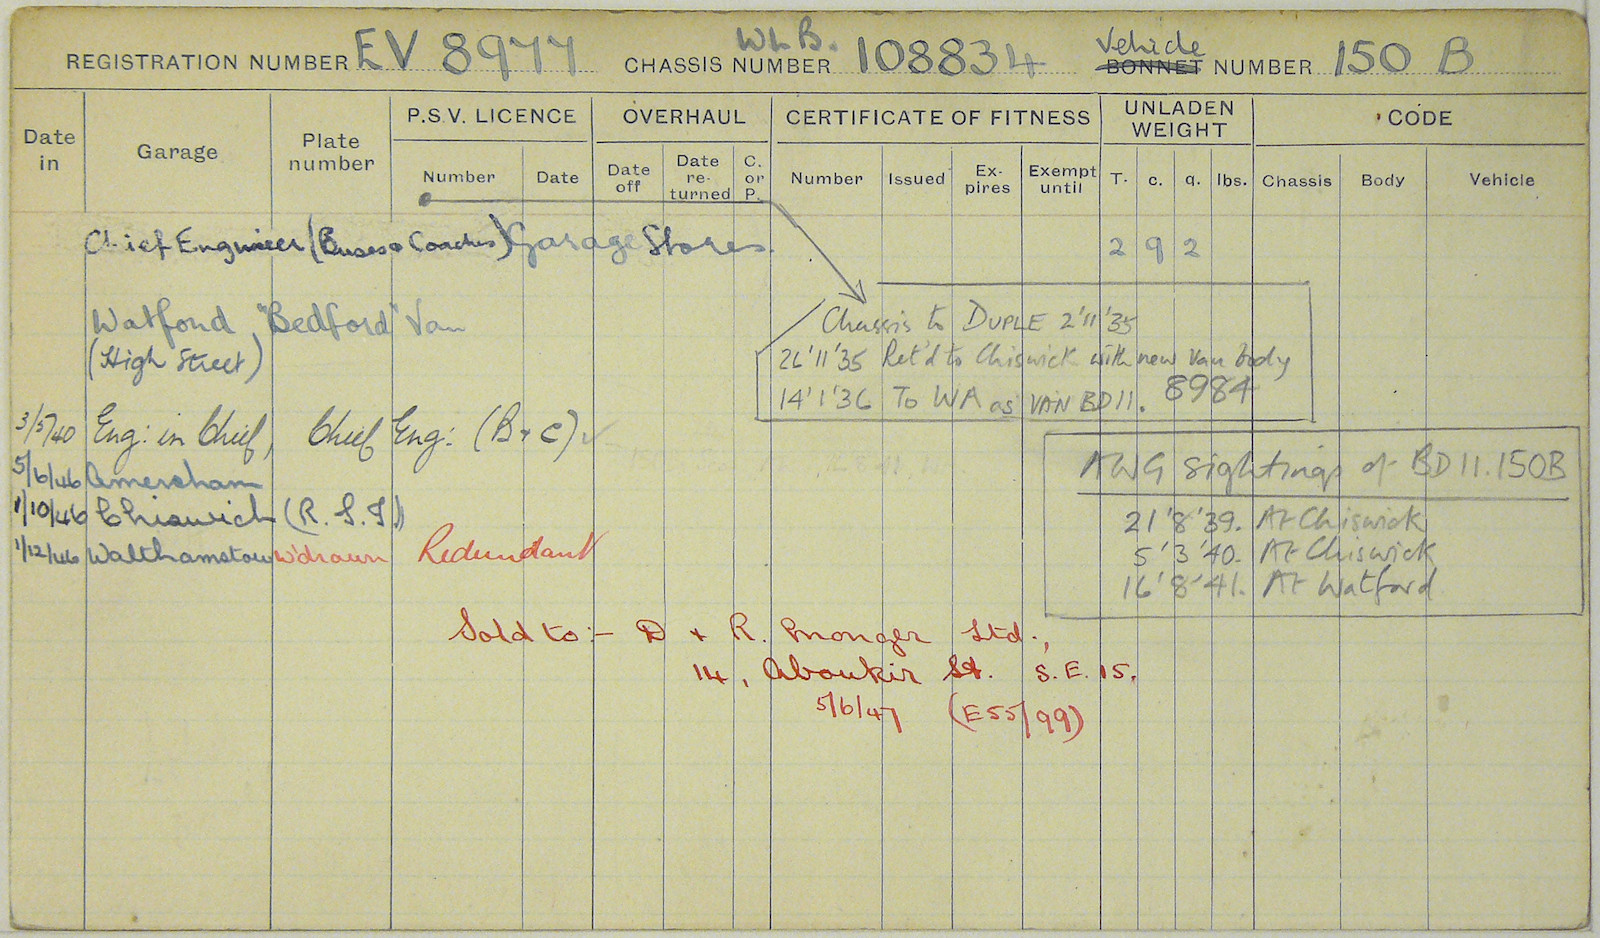 WLB.
REGISTRATION NUMBER EV 8977 CHASSIS NUMBER 108834 Vehicle BONNET NUMBER 150 B
Date in Garage Plate number P.S.V. LICENCE OVERHAUL CERTIFICATE OF FITNESS UNLADEN WEIGHT CODE
Number Date Date off Date re-turned C. or P. Number Issued Ex-pires Exempt until T. C. Q. lbs. Chassis Body Vehicle
Chief Engineer (Buses & Coaches) Garage Stores. 2 9 2
Watford "Bedford" Van
(High Street)
Chassis to DUPLE 2'11'35
26'11'35 Ret'd to Chiswick with new van body
14'1'36 To WA as VAN BD11. 8984
3/5/40 Eng: in Chief, Chief Eng: (B + C) ✓
5/6/46 Amersham
1/10/46 Chiswick (R.S.J)
1/12/46 Walthamstow W'drawn Redundant
AWG sightings of BD11.150B
21'8'39. At Chiswick
5'3'40. At Chiswick
16'8'41. At Watford
Sold to:- D + R. Monger Ltd.,
14, Aboukir St. S.E.15.
5/6/47 (E55/99)